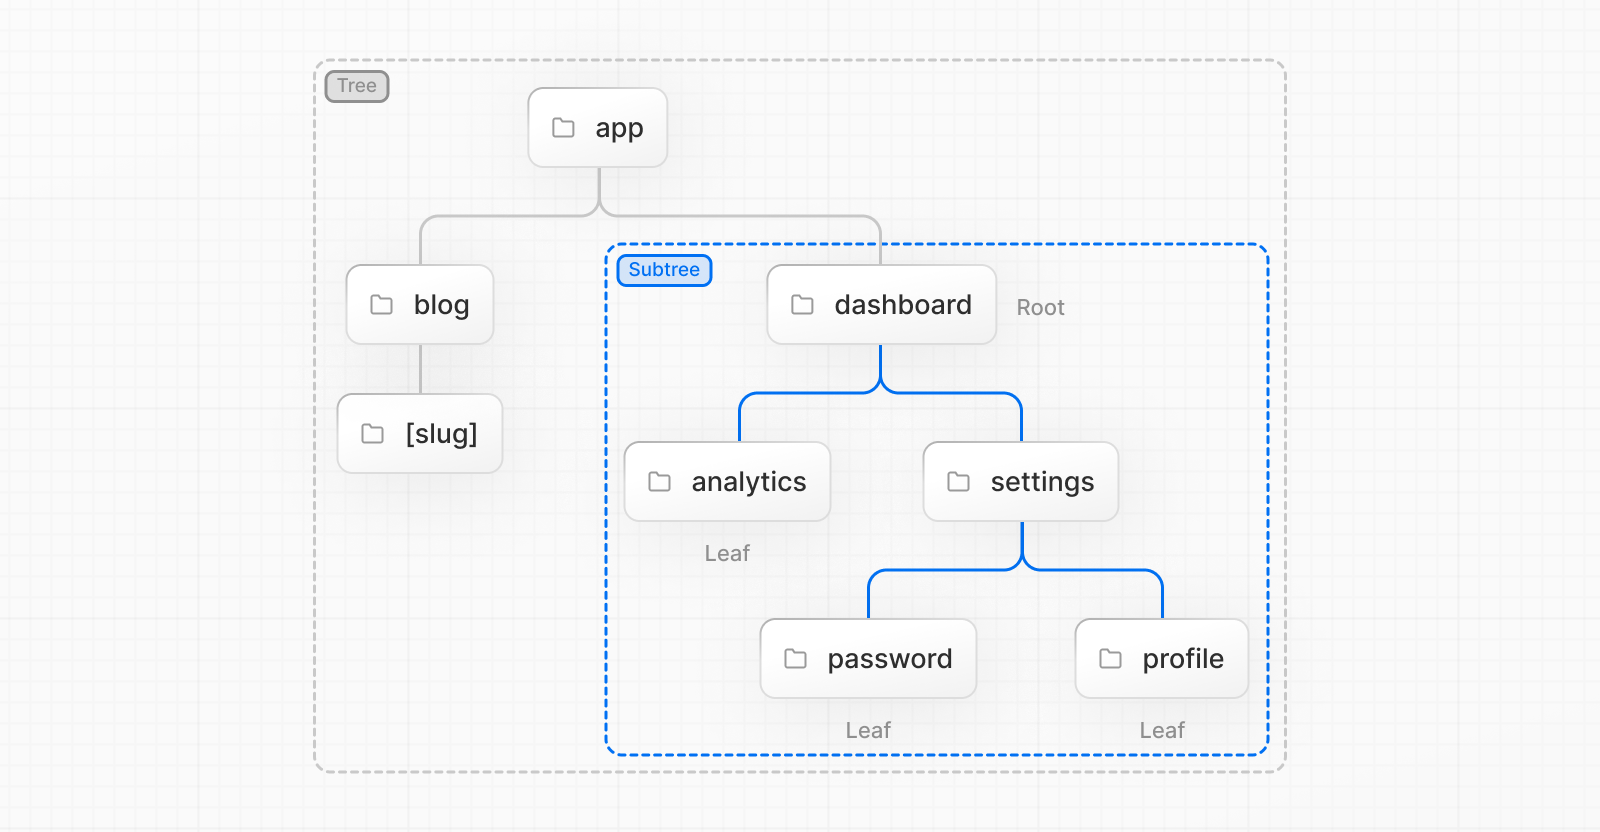 Tree
app
Subtree
blog
dashboard
Root
[slug]
analytics
settings
Leaf
password
profile
Leaf
Leaf